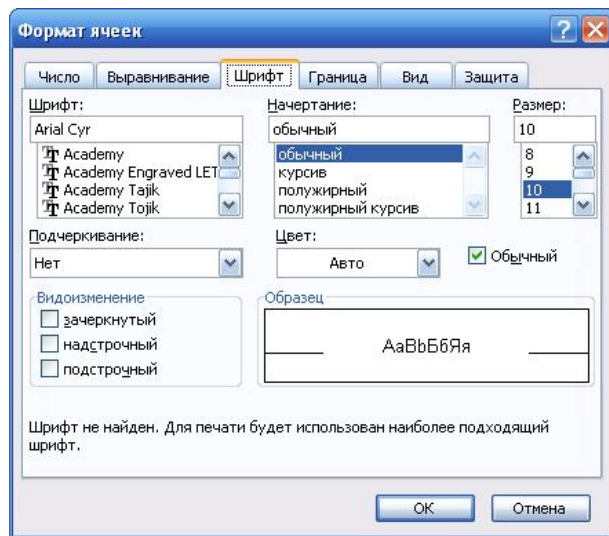 Формат ячеек
Число Выравнивание Шрифт Граница Вид Защита
Шрифт: Начертание: Размер:
Arial Cyr обычный 10
Academy обычный 8
Academy Engraved LET курсив 9
Academy Tajik полужирный 10
Academy Tojik полужирный курсив 11
Подчеркивание: Цвет:
Нет Авто Обычный
Видоизменение Образец
зачеркнутый
надстрочный АаBbБбЯя
подстрочный
Шрифт не найден. Для печати будет использован наиболее подходящий
шрифт.
ОК Отмена